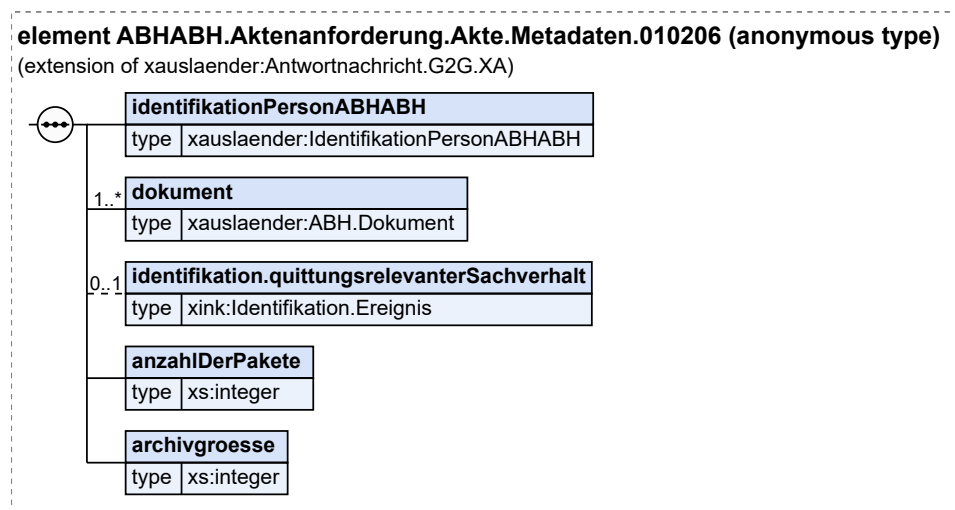 element ABHABH.Aktenanforderung.Akte.Metadaten.010206 (anonymous type)
(extension of xauslaender:Antwortnachricht.G2G.XA)
identifikationPersonABHABH
type xauslaender:IdentifikationPersonABHABH
1..* dokument
type xauslaender:ABH.Dokument
0..1 identifikation.quittungsrelevanterSachverhalt
type xink:Identifikation.Ereignis
anzahlDerPakete
type xs:integer
archivgroesse
type xs:integer